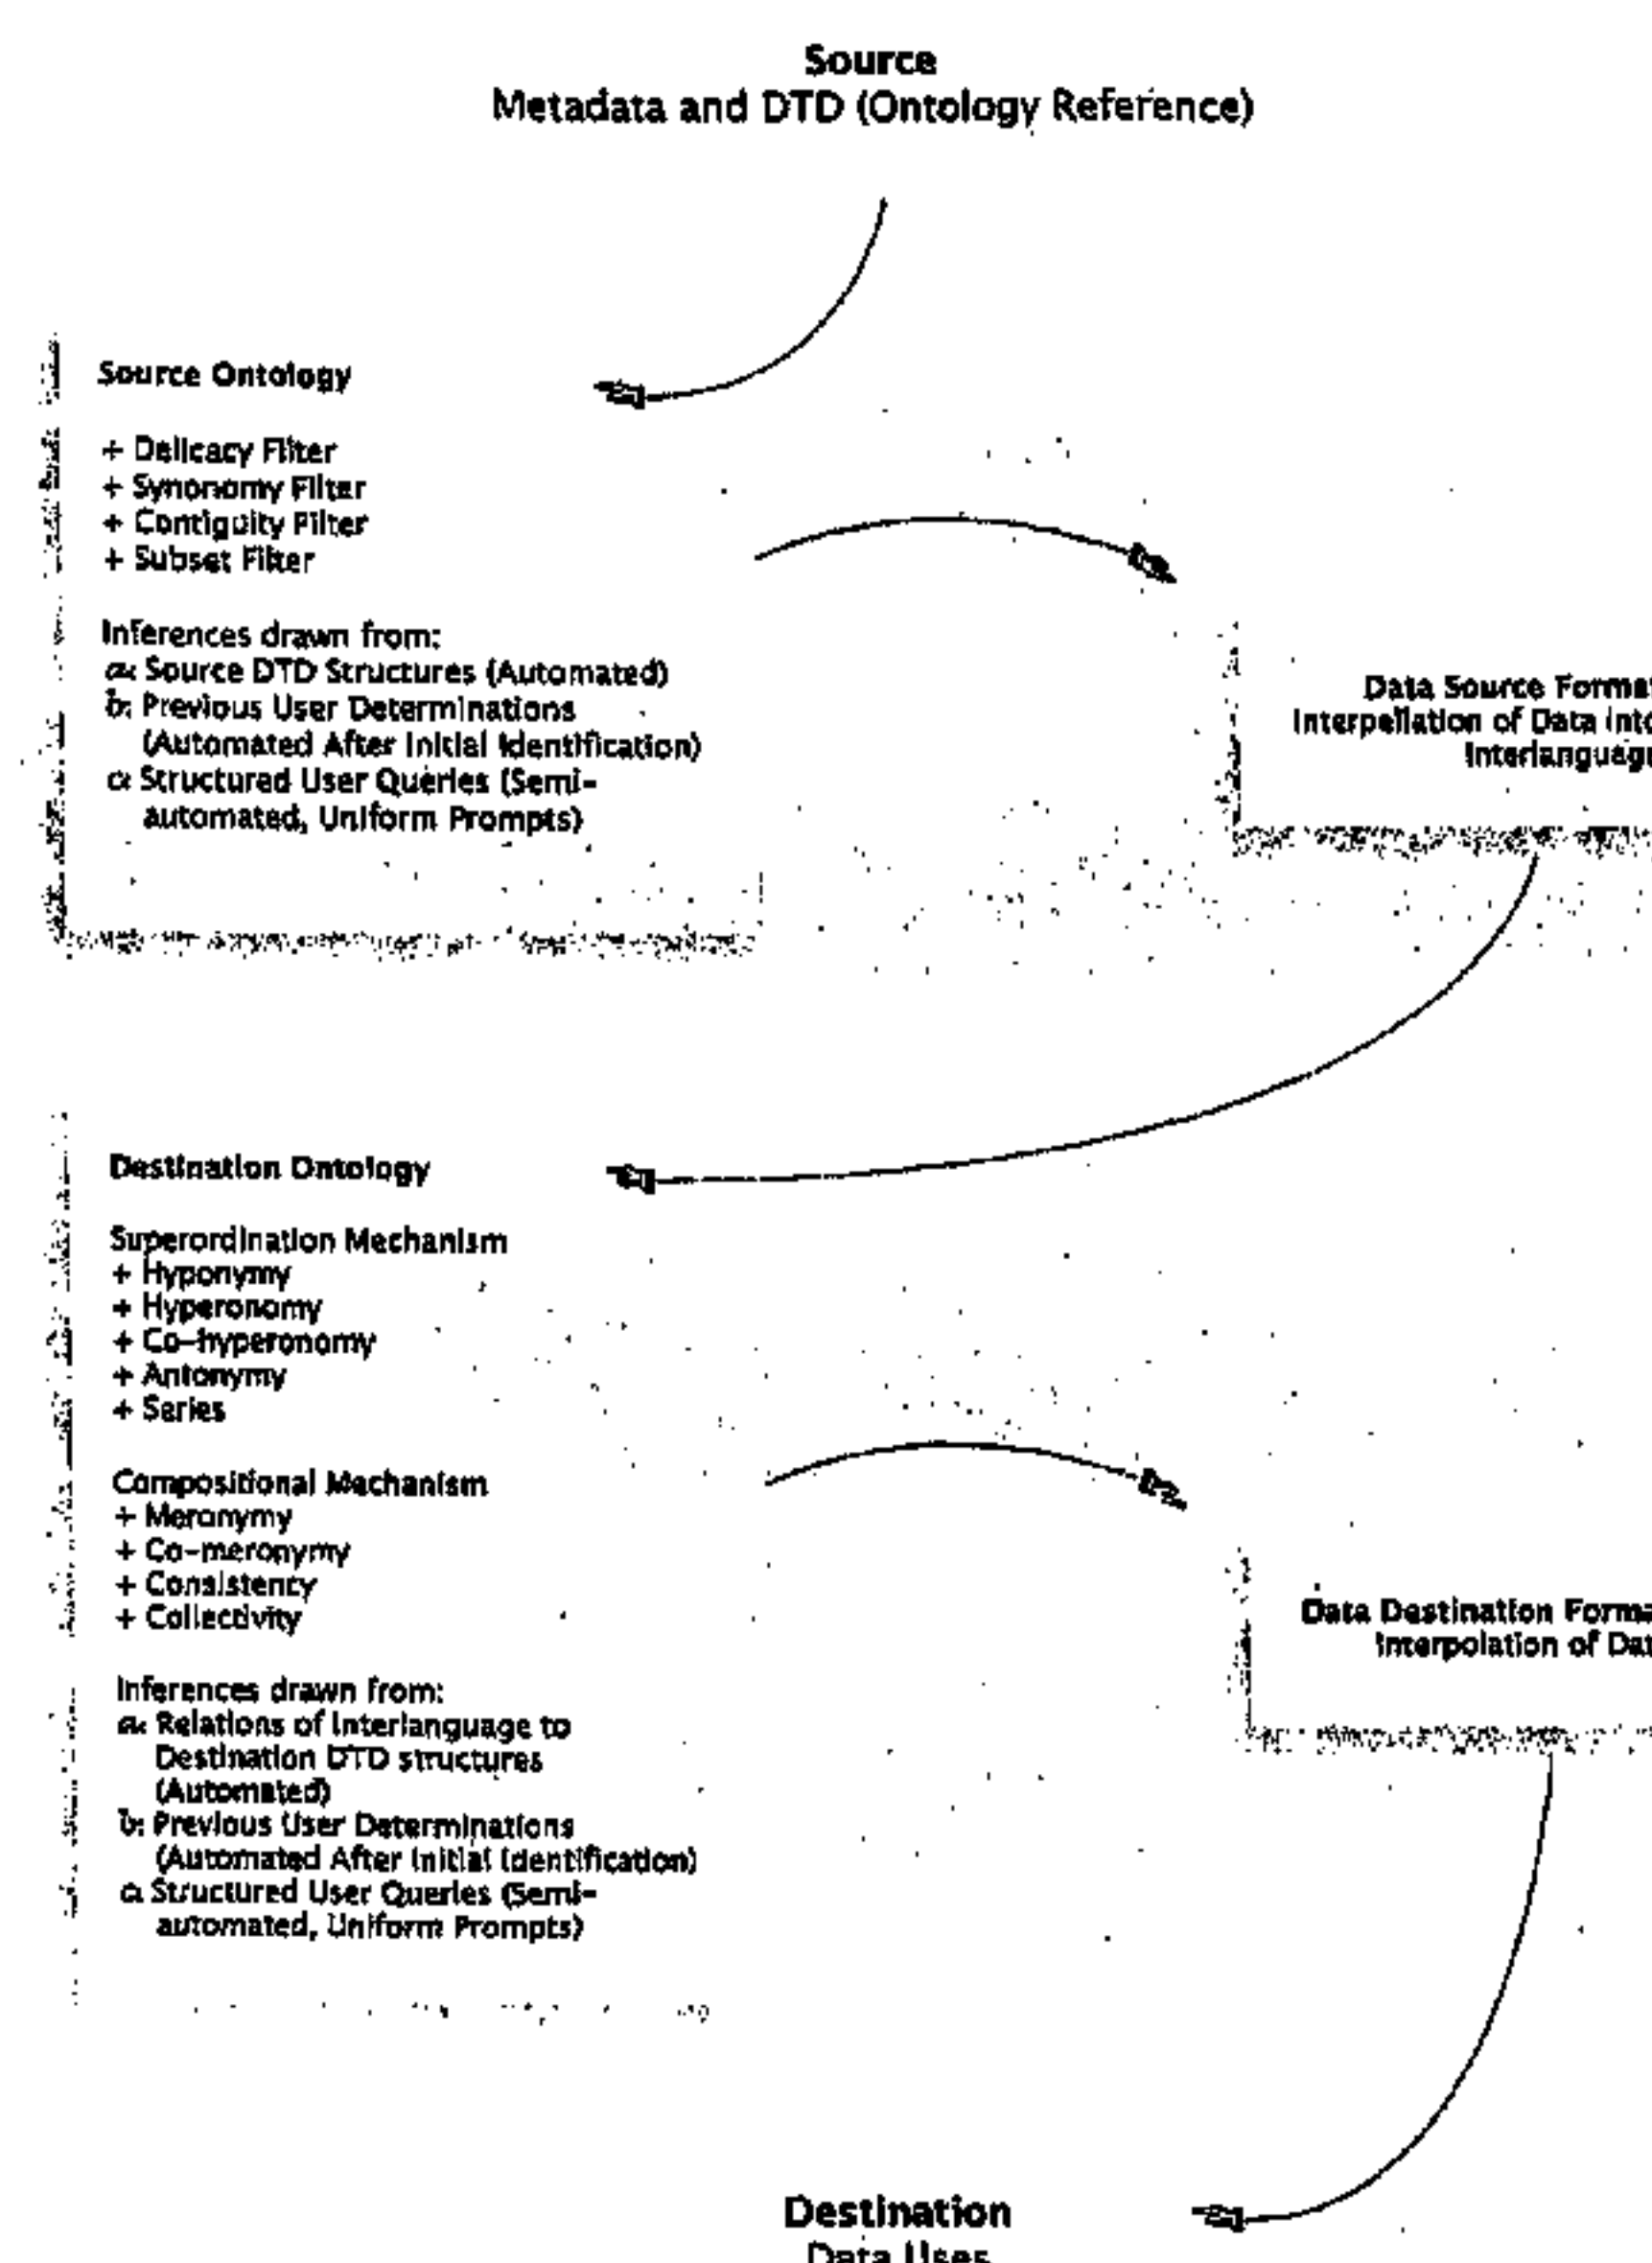 Source
Metadata and DTD (Ontology Reference)
Source Ontology
+ Delicacy Filter
+ Synonomy Filter
+ Contiguity Filter
+ Subset Filter
Inferences drawn from:
a: Source DTD Structures (Automated)
b: Previous User Determinations
(Automated After Initial Identification)
c: Structured User Queries (Semi-
automated, Uniform Prompts)
Data Source Format
Interpellation of Data into
Interlanguage
Destination Ontology
Superordination Mechanism
+ Hyponymy
+ Hyperonomy
+ Co-hyperonomy
+ Antonymy
+ Series
Compositional Mechanism
+ Meronymy
+ Co-meronymy
+ Consistency
+ Collectivity
Data Destination Forma
Interpolation of Dat
Inferences drawn from:
a: Relations of Interlanguage to
Destination DTD structures
(Automated)
b: Previous User Determinations
(Automated After Initial Identification)
c: Structured User Queries (Semi-
automated, Uniform Prompts)
Destination
Data Uses